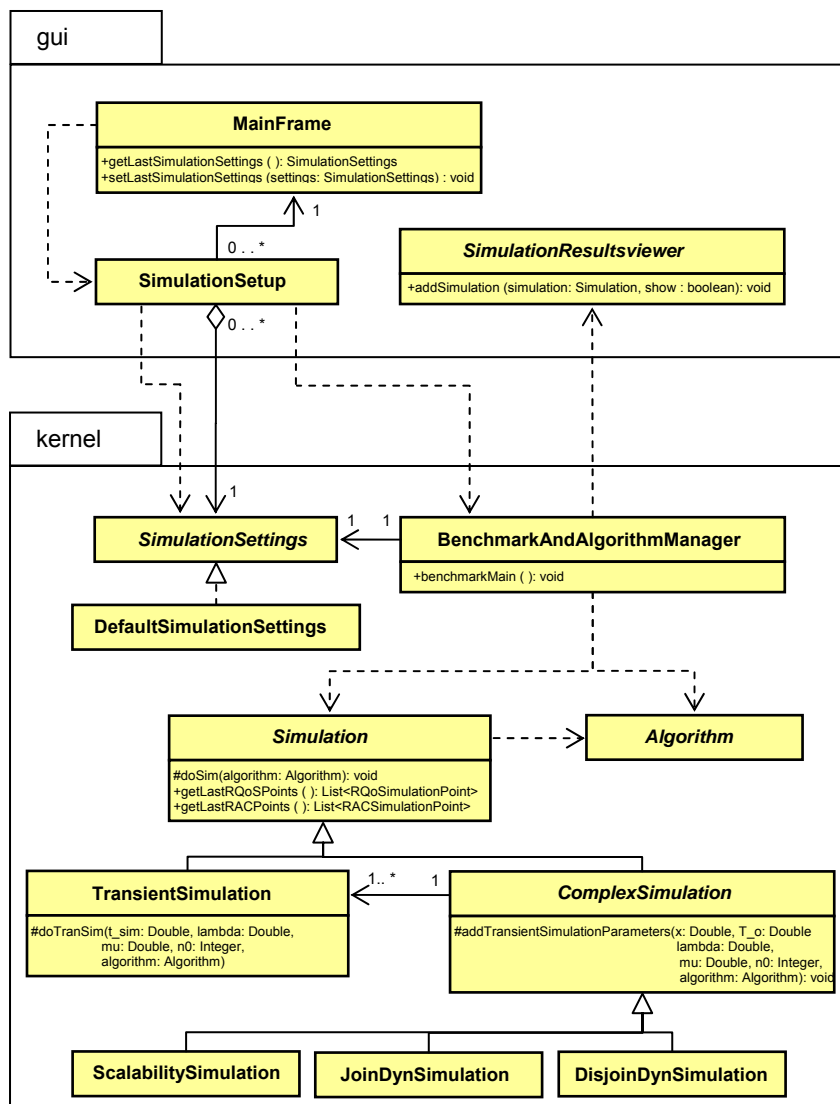 gui
MainFrame
+getLastSimulationSettings ( ): SimulationSettings
+setLastSimulationSettings (settings: SimulationSettings) : void
1
0 . . *
SimulationSetup
0 . . *
SimulationResultsviewer
+addSimulation (simulation: Simulation, show : boolean): void
kernel
1
SimulationSettings
1
1
BenchmarkAndAlgorithmManager
+benchmarkMain ( ): void
DefaultSimulationSettings
Simulation
#doSim(algorithm: Algorithm): void
+getLastRQoSPoints ( ): List<RQoSimulationPoint>
+getLastRACPoints ( ): List<RACSimulationPoint>
Algorithm
TransientSimulation
#doTranSim(t_sim: Double, lambda: Double,
mu: Double, n0: Integer,
algorithm: Algorithm)
1.. *
1
ComplexSimulation
#addTransientSimulationParameters(x: Double, T_o: Double
lambda: Double,
mu: Double, n0: Integer,
algorithm: Algorithm): void
ScalabilitySimulation
JoinDynSimulation
DisjoinDynSimulation